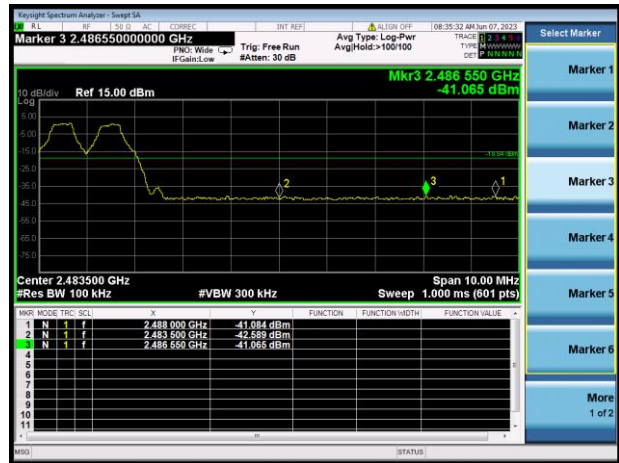 Keysight Spectrum Analyzer - Swept SA
RL RF 50 Ω AC CORREC INT REF ALIGN OFF 08:35:32 AM Jun 07, 2023
Marker 3 2.486550000000 GHz
PNO: Wide
IFGain:Low
Trig: Free Run
#Atten: 30 dB
Avg Type: Log-Pwr
Avg|Hold:>100/100
TRACE 1 2 3 4 5 6
TYPE M W W W W W
DET P N N N N N
Select Marker
Mkr3 2.486 550 GHz
-41.065 dBm
10 dB/div Ref 15.00 dBm
Log
5.00
-5.00
-15.0
-25.0
-35.0
-45.0
-55.0
-65.0
-75.0
2
3
1
Center 2.483500 GHz Span 10.00 MHz
#Res BW 100 kHz #VBW 300 kHz Sweep 1.000 ms (601 pts)
MKR MODE TRC SCL X Y FUNCTION FUNCTION WIDTH FUNCTION VALUE
1 N 1 f 2.488 000 GHz -41.084 dBm
2 N 1 f 2.483 500 GHz -42.589 dBm
3 N 1 f 2.486 550 GHz -41.065 dBm
4
5
6
7
8
9
10
11
MSG STATUS
Marker 1
Marker 2
Marker 3
Marker 4
Marker 5
Marker 6
More
1 of 2